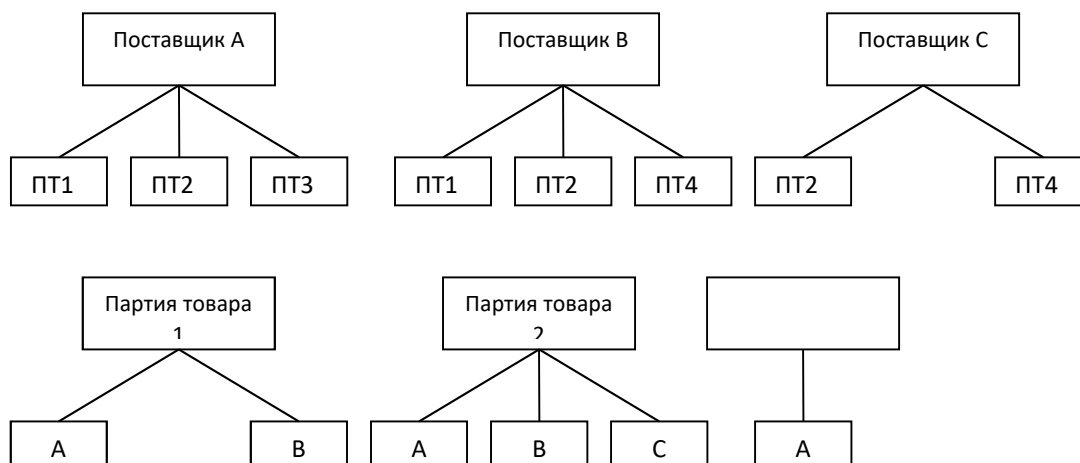 Поставщик А
Поставщик В
Поставщик С
ПТ1
ПТ2
ПТ3
ПТ1
ПТ2
ПТ4
ПТ2
ПТ4
Партия товара
1
Партия товара
2
А
В
А
В
С
А